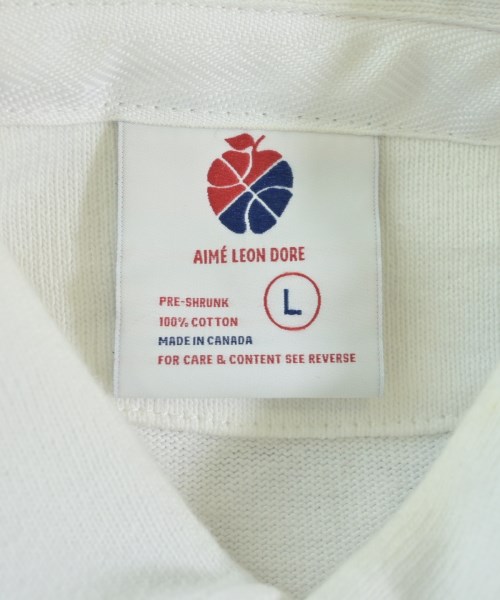 AIMÉ LEON DORE
PRE-SHRUNK
100% COTTON
L
MADE IN CANADA
FOR CARE & CONTENT SEE REVERSE